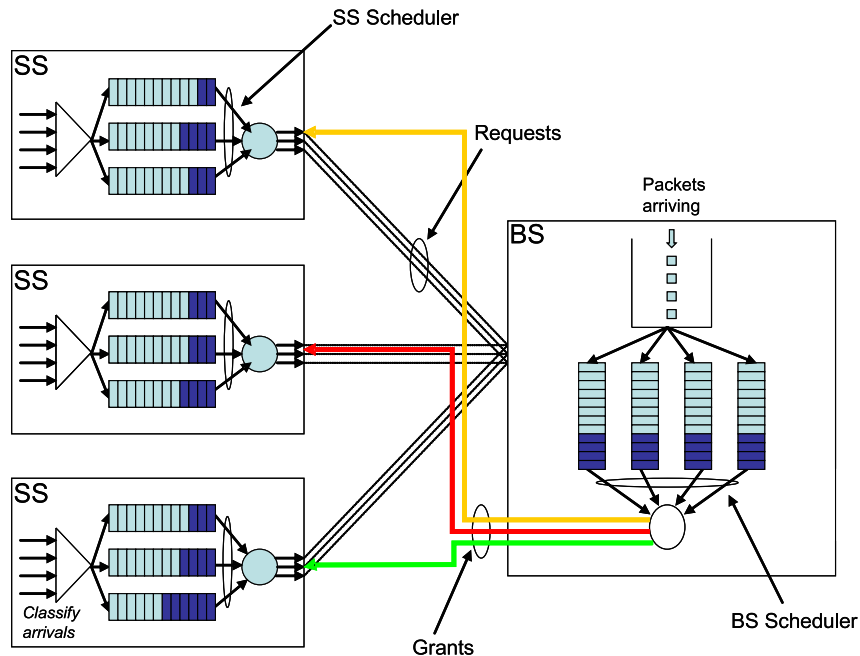 SS Scheduler
SS
Requests
Packets
arriving
BS
SS
SS
Classify
arrivals
Grants
BS Scheduler